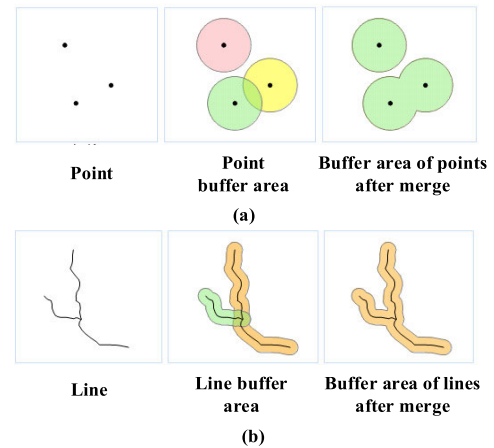 Point
Point
buffer area
Buffer area of points
after merge
(a)
Line
Line buffer
area
Buffer area of lines
after merge
(b)